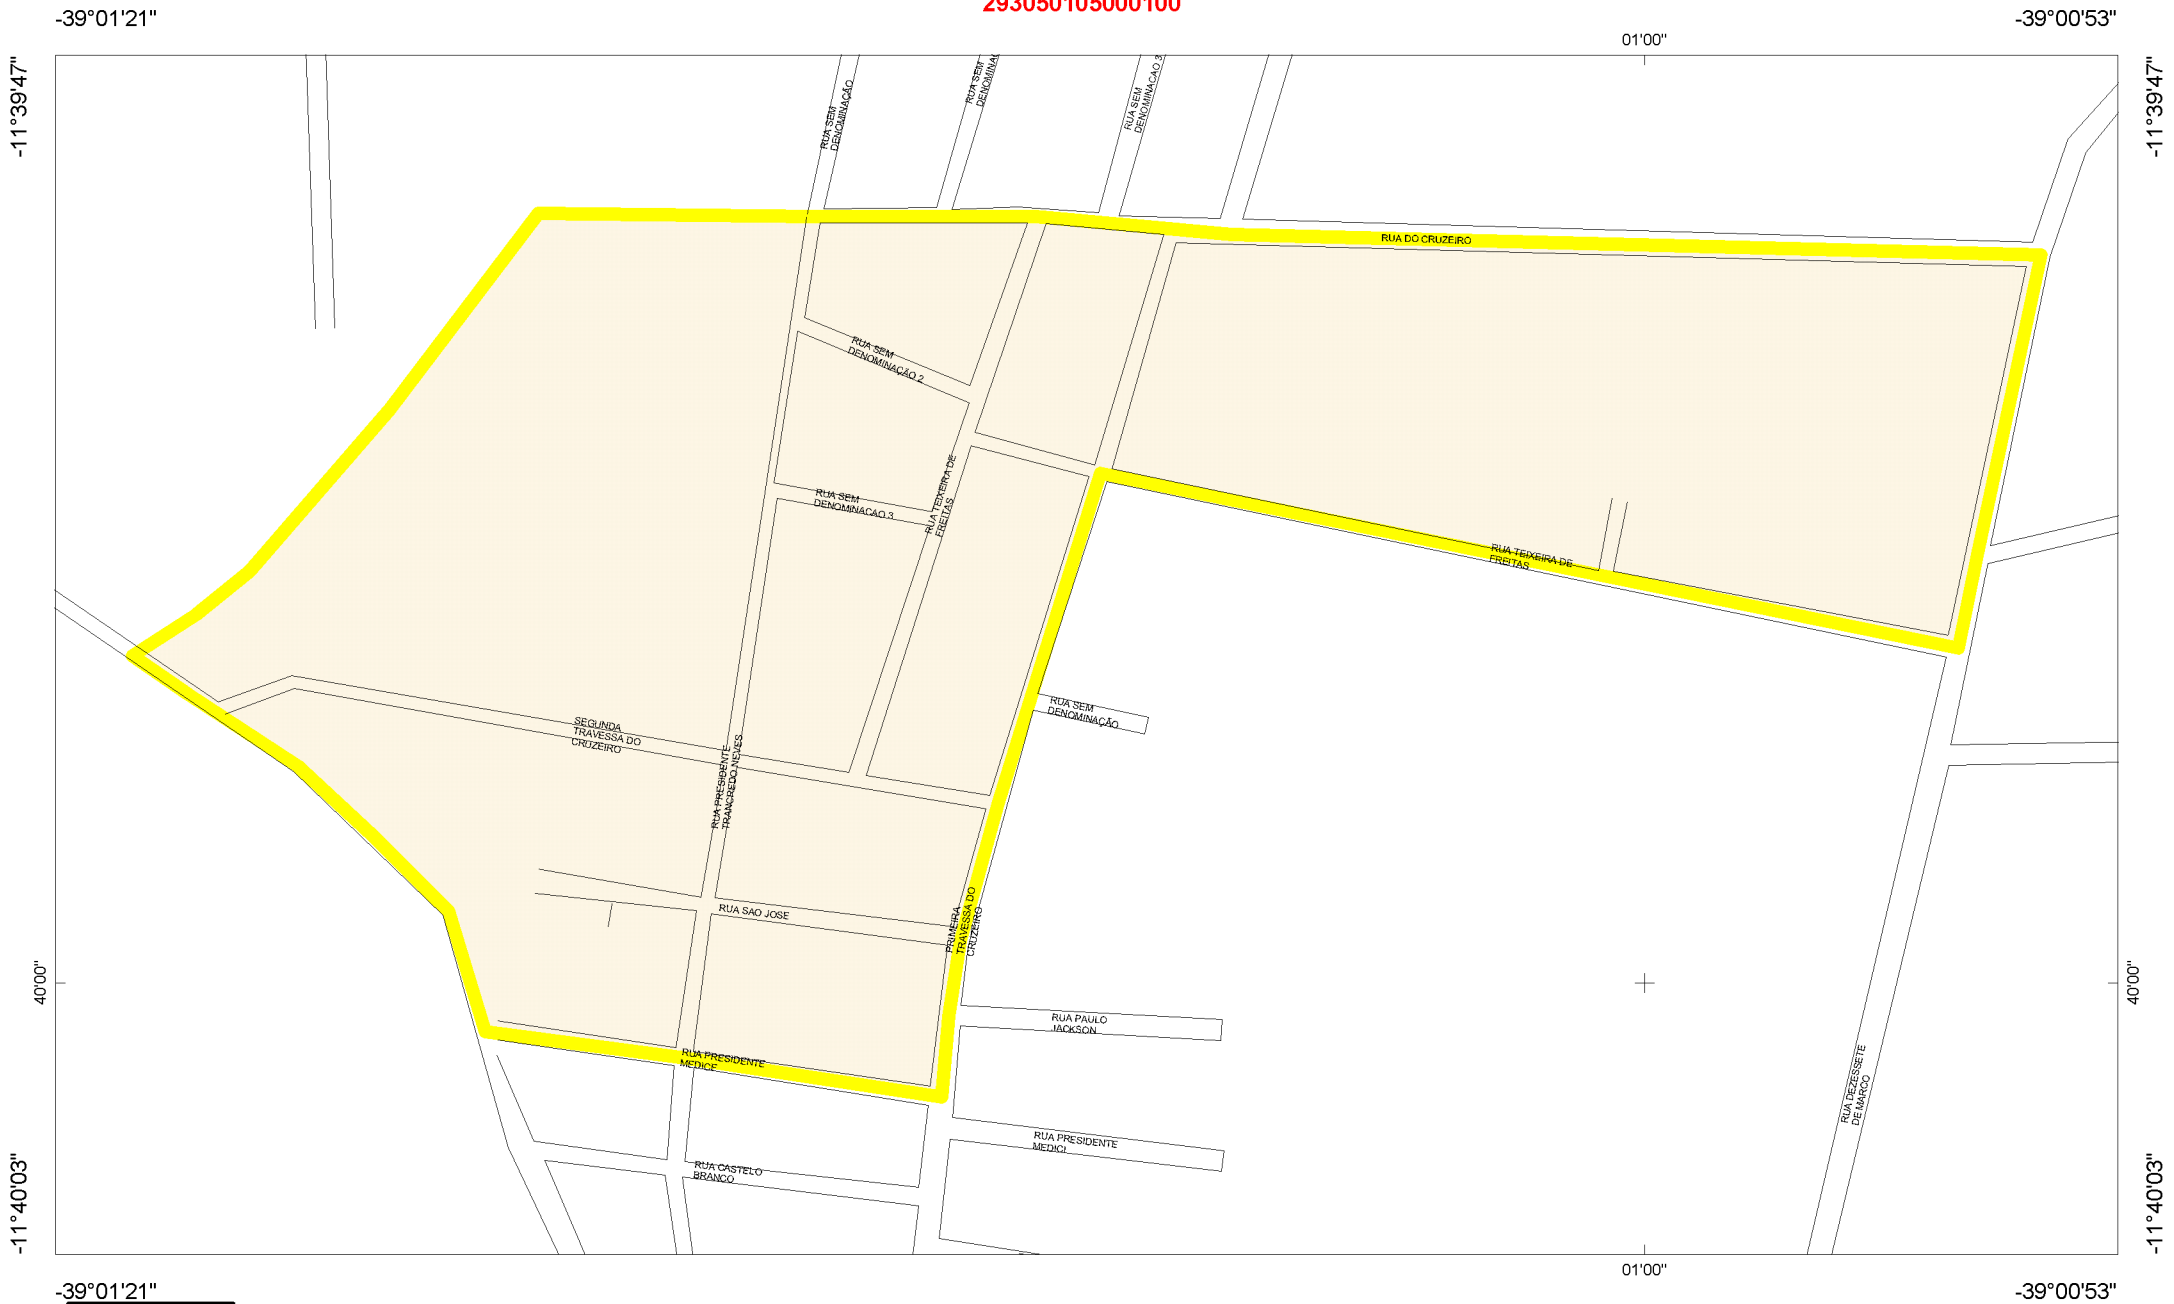 293050105000100
-39°01'21"
-39°00'53"
01'00"
-11°39'47"
-11°39'47"
RUA SEM
DENOMINAÇÃO
RUA SEM
RUA SEM
DENOMINACAO 3
RUA DO CRUZEIRO
RUA SEM
DENOMINAÇÃO 2
RUA SEM
DENOMINACAO 3
RUA TEIXEIRA DE
FREITAS
RUA TEIXEIRA DE
FREITAS
RUA SEM
DENOMINAÇÃO
SEGUNDA
TRAVESSA DO
CRUZEIRO
RUA PRESIDENTE
TRANCREDO NEVES
RUA SAO JOSE
PRIMEIRA
TRAVESSA DO
CRUZEIRO
40'00"
40'00"
RUA PAULO
JACKSON
RUA PRESIDENTE
MEDICE
RUA DEZESSETE
DE MARCO
RUA PRESIDENTE
MEDICI
RUA CASTELO
BRANCO
-11°40'03"
-11°40'03"
01'00"
-39°01'21"
-39°00'53"